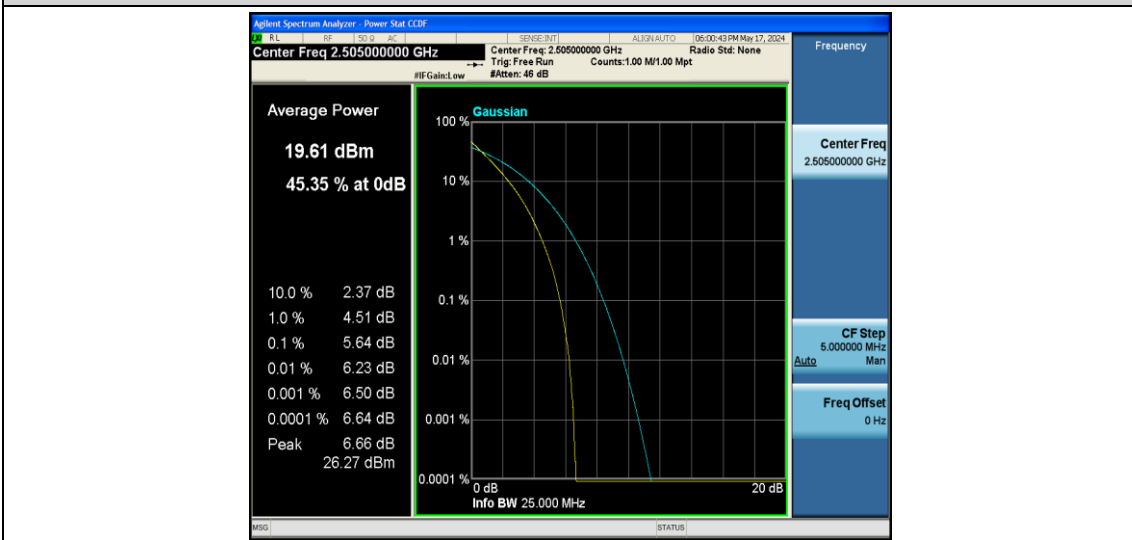 Agilent Spectrum Analyzer - Power Stat CCDF
RL RF 50 Ω AC SENSE:INT ALIGN AUTO 06:00:43 PM May 17, 2024
Center Freq 2.505000000 GHz
Center Freq: 2.505000000 GHz Radio Std: None
Trig: Free Run Counts:1.00 M/1.00 Mpt
#IFGain:Low #Atten: 46 dB
Frequency
Average Power
19.61 dBm
45.35 % at 0dB
10.0 % 2.37 dB
1.0 % 4.51 dB
0.1 % 5.64 dB
0.01 % 6.23 dB
0.001 % 6.50 dB
0.0001 % 6.64 dB
Peak 6.66 dB
26.27 dBm
Gaussian
100 %
10 %
1 %
0.1 %
0.01 %
0.001 %
0.0001 %
0 dB 20 dB
Info BW 25.000 MHz
Center Freq
2.505000000 GHz
CF Step
5.000000 MHz
Auto Man
Freq Offset
0 Hz
MSG STATUS